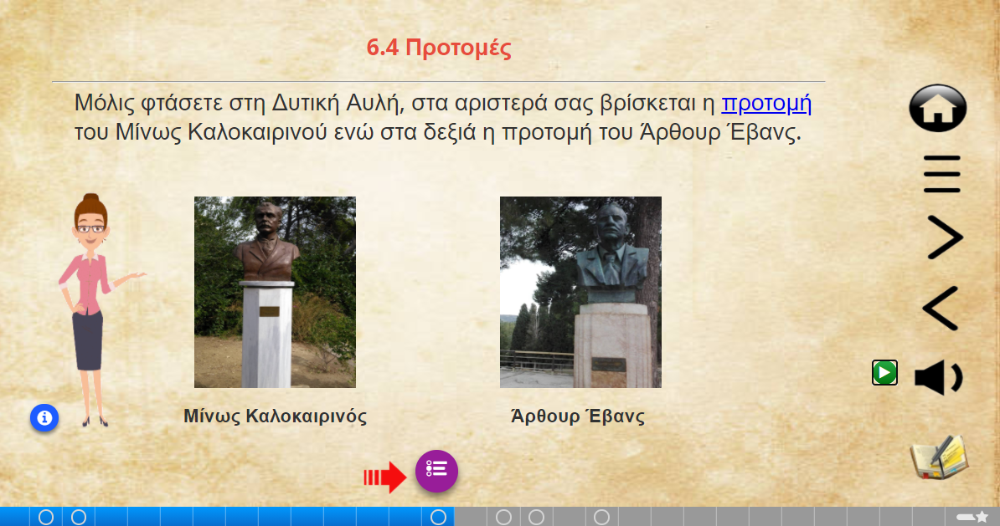 6.4 Προτομές
Μόλις φτάσετε στη Δυτική Αυλή, στα αριστερά σας βρίσκεται η προτομή
του Μίνως Καλοκαιρινού ενώ στα δεξιά η προτομή του Άρθουρ Έβανς.
Μίνως Καλοκαιρινός
Άρθουρ Έβανς